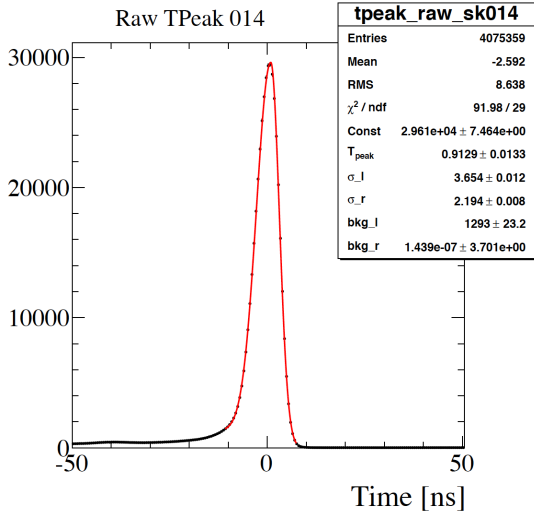 Raw TPeak 014
tpeak_raw_sk014
Entries 4075359
Mean -2.592
RMS 8.638
χ² / ndf 91.98 / 29
Const 2.961e+04 ± 7.464e+00
T_peak 0.9129 ± 0.0133
σ_l 3.654 ± 0.012
σ_r 2.194 ± 0.008
bkg_l 1293 ± 23.2
bkg_r 1.439e-07 ± 3.701e+00
30000
20000
10000
0
-50 0 50
Time [ns]